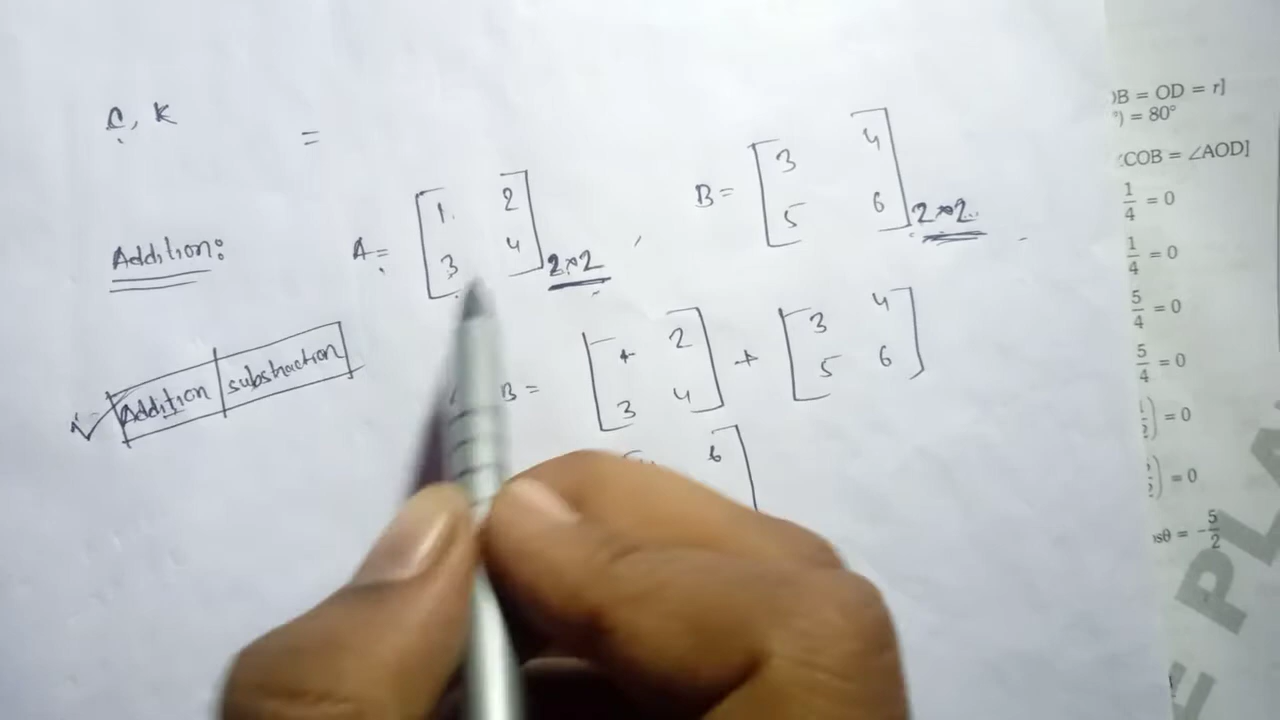 , K
=
Addition:
A = [ 1 2
3 4 ] 2×2 ,
B = [ 3 4
5 6 ] 2×2
Addition | substraction
B = [ 2
3 4 ] + [ 3 4
5 6 ]
6
OB = OD = r]
°) = 80°
∠COB = ∠AOD]
1/4 = 0
1/4 = 0
5/4 = 0
5/4 = 0
) = 0
) = 0
sθ = -5/2
E PLA